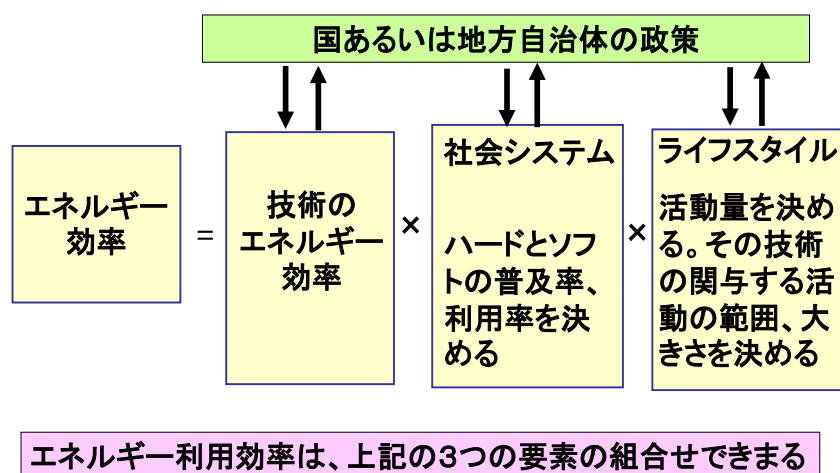 国あるいは地方自治体の政策
エネルギー
効率
=
技術の
エネルギー
効率
×
社会システム
ハードとソフ
トの普及率、
利用率を決
める
×
ライフスタイル
活動量を決め
る。その技術
の関与する活
動の範囲、大
きさを決める
エネルギー利用効率は、上記の３つの要素の組合せできまる